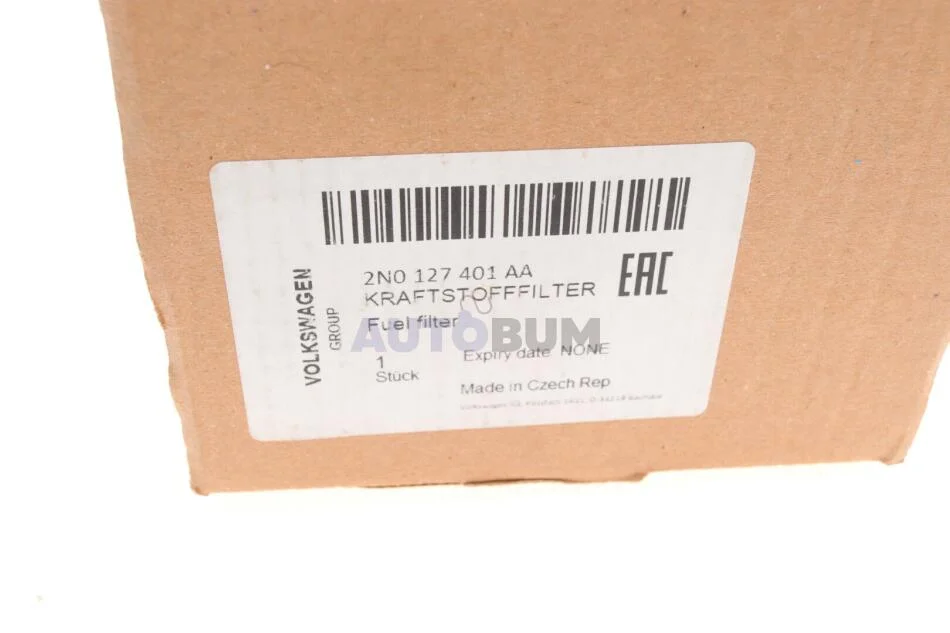 VOLKSWAGEN
GROUP
2N0 127 401 AA
KRAFTSTOFFFILTER
Fuel filter
EAC
AUTOBUM
1
Stück
Expiry date NONE
Made in Czech Rep